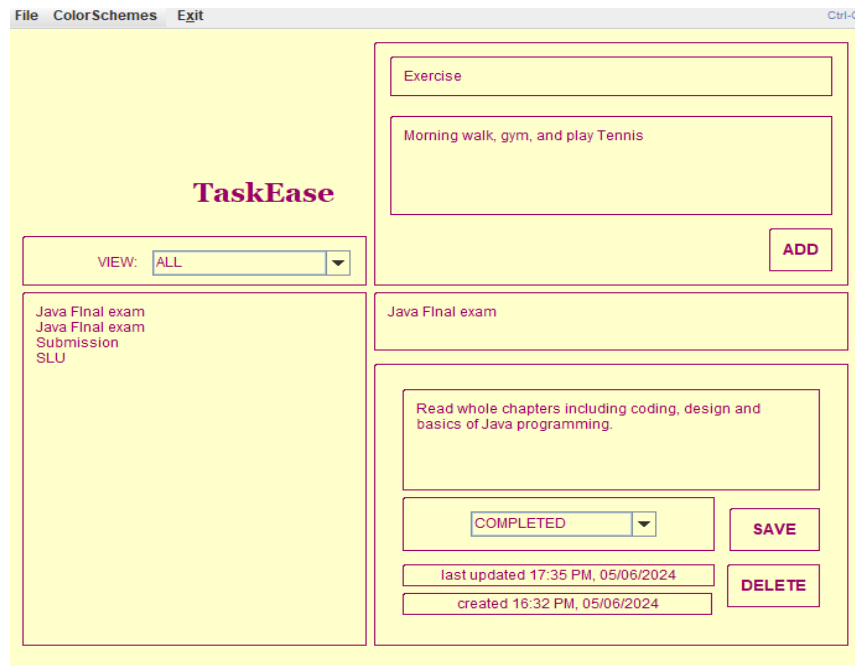 File ColorSchemes Exit
Exercise
Morning walk, gym, and play Tennis
TaskEase
ADD
VIEW: ALL
Java FInal exam
Java FInal exam
Submission
SLU
Java FInal exam
Read whole chapters including coding, design and
basics of Java programming.
COMPLETED
SAVE
last updated 17:35 PM, 05/06/2024
DELETE
created 16:32 PM, 05/06/2024